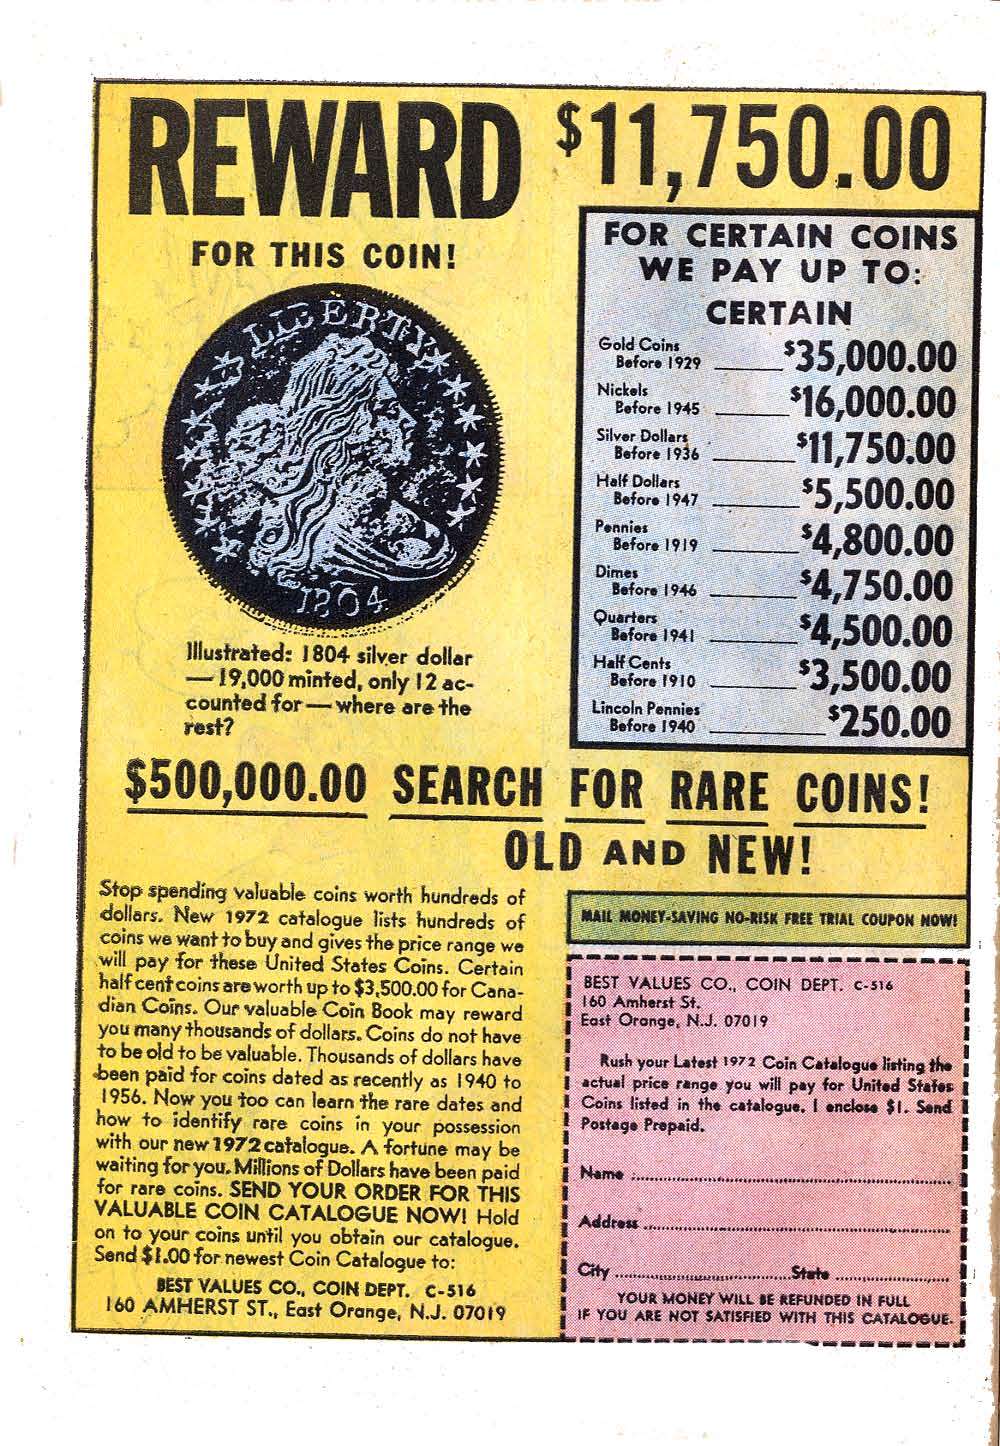 REWARD $11,750.00
FOR THIS COIN!
LIBERTY
1804
Illustrated: 1804 silver dollar
— 19,000 minted, only 12 ac-
counted for — where are the
rest?
FOR CERTAIN COINS
WE PAY UP TO:
CERTAIN
Gold Coins
Before 1929 $35,000.00
Nickels
Before 1945 $16,000.00
Silver Dollars
Before 1936 $11,750.00
Half Dollars
Before 1947 $5,500.00
Pennies
Before 1919 $4,800.00
Dimes
Before 1946 $4,750.00
Quarters
Before 1941 $4,500.00
Half Cents
Before 1910 $3,500.00
Lincoln Pennies
Before 1940 $250.00
$500,000.00 SEARCH FOR RARE COINS!
OLD AND NEW!
Stop spending valuable coins worth hundreds of
dollars. New 1972 catalogue lists hundreds of
coins we want to buy and gives the price range we
will pay for these United States Coins. Certain
half cent coins are worth up to $3,500.00 for Cana-
dian Coins. Our valuable Coin Book may reward
you many thousands of dollars. Coins do not have
to be old to be valuable. Thousands of dollars have
been paid for coins dated as recently as 1940 to
1956. Now you too can learn the rare dates and
how to identify rare coins in your possession
with our new 1972 catalogue. A fortune may be
waiting for you. Millions of Dollars have been paid
for rare coins. SEND YOUR ORDER FOR THIS
VALUABLE COIN CATALOGUE NOW! Hold
on to your coins until you obtain our catalogue.
Send $1.00 for newest Coin Catalogue to:
BEST VALUES CO., COIN DEPT. C-516
160 AMHERST ST., East Orange, N.J. 07019
MAIL MONEY-SAVING NO-RISK FREE TRIAL COUPON NOW!
BEST VALUES CO., COIN DEPT. C-516
160 Amherst St.
East Orange, N.J. 07019
Rush your Latest 1972 Coin Catalogue listing the
actual price range you will pay for United States
Coins listed in the catalogue. I enclose $1. Send
Postage Prepaid.
Name
Address
City State
YOUR MONEY WILL BE REFUNDED IN FULL
IF YOU ARE NOT SATISFIED WITH THIS CATALOGUE.